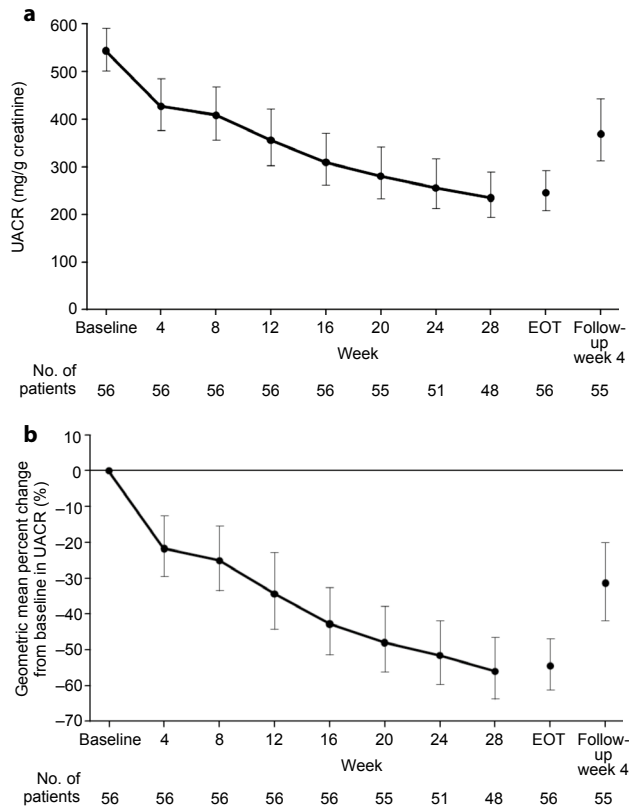 a
UACR (mg/g creatinine)
600
500
400
300
200
100
0
Baseline 4 8 12 16 20 24 28 EOT Follow-
up
week 4
Week
No. of
patients 56 56 56 56 56 55 51 48 56 55
b
Geometric mean percent change
from baseline in UACR (%)
10
0
–10
–20
–30
–40
–50
–60
–70
Baseline 4 8 12 16 20 24 28 EOT Follow-
up
week 4
Week
No. of
patients 56 56 56 56 56 55 51 48 56 55